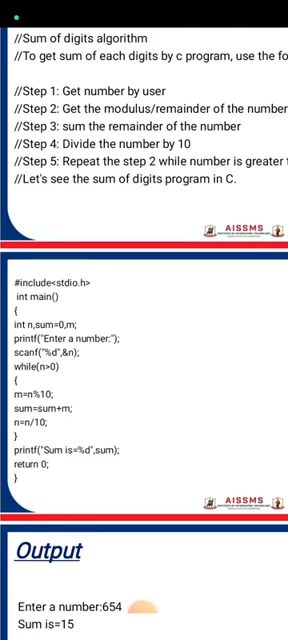 //Sum of digits algorithm
//To get sum of each digits by c program, use the fo
//Step 1: Get number by user
//Step 2: Get the modulus/remainder of the number
//Step 3: sum the remainder of the number
//Step 4: Divide the number by 10
//Step 5: Repeat the step 2 while number is greater t
//Let's see the sum of digits program in C.
AISSMS
#include<stdio.h>
int main()
{
int n,sum=0,m;
printf("Enter a number:");
scanf("%d",&n);
while(n>0)
{
m=n%10;
sum=sum+m;
n=n/10;
}
printf("Sum is=%d",sum);
return 0;
}
AISSMS
Output
Enter a number:654
Sum is=15